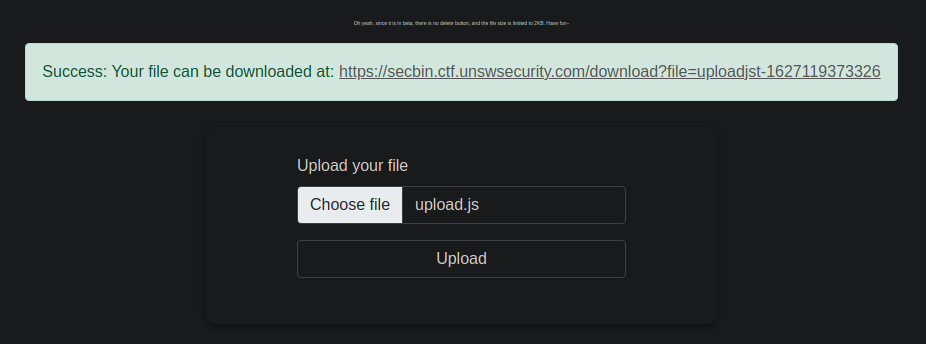 Oh yeah, since it is in beta, there is no delete button, and the file size is limited to 2KB. Have fun~
Success: Your file can be downloaded at: https://secbin.ctf.unswsecurity.com/download?file=uploadjst-1627119373326
Upload your file
Choose file upload.js
Upload